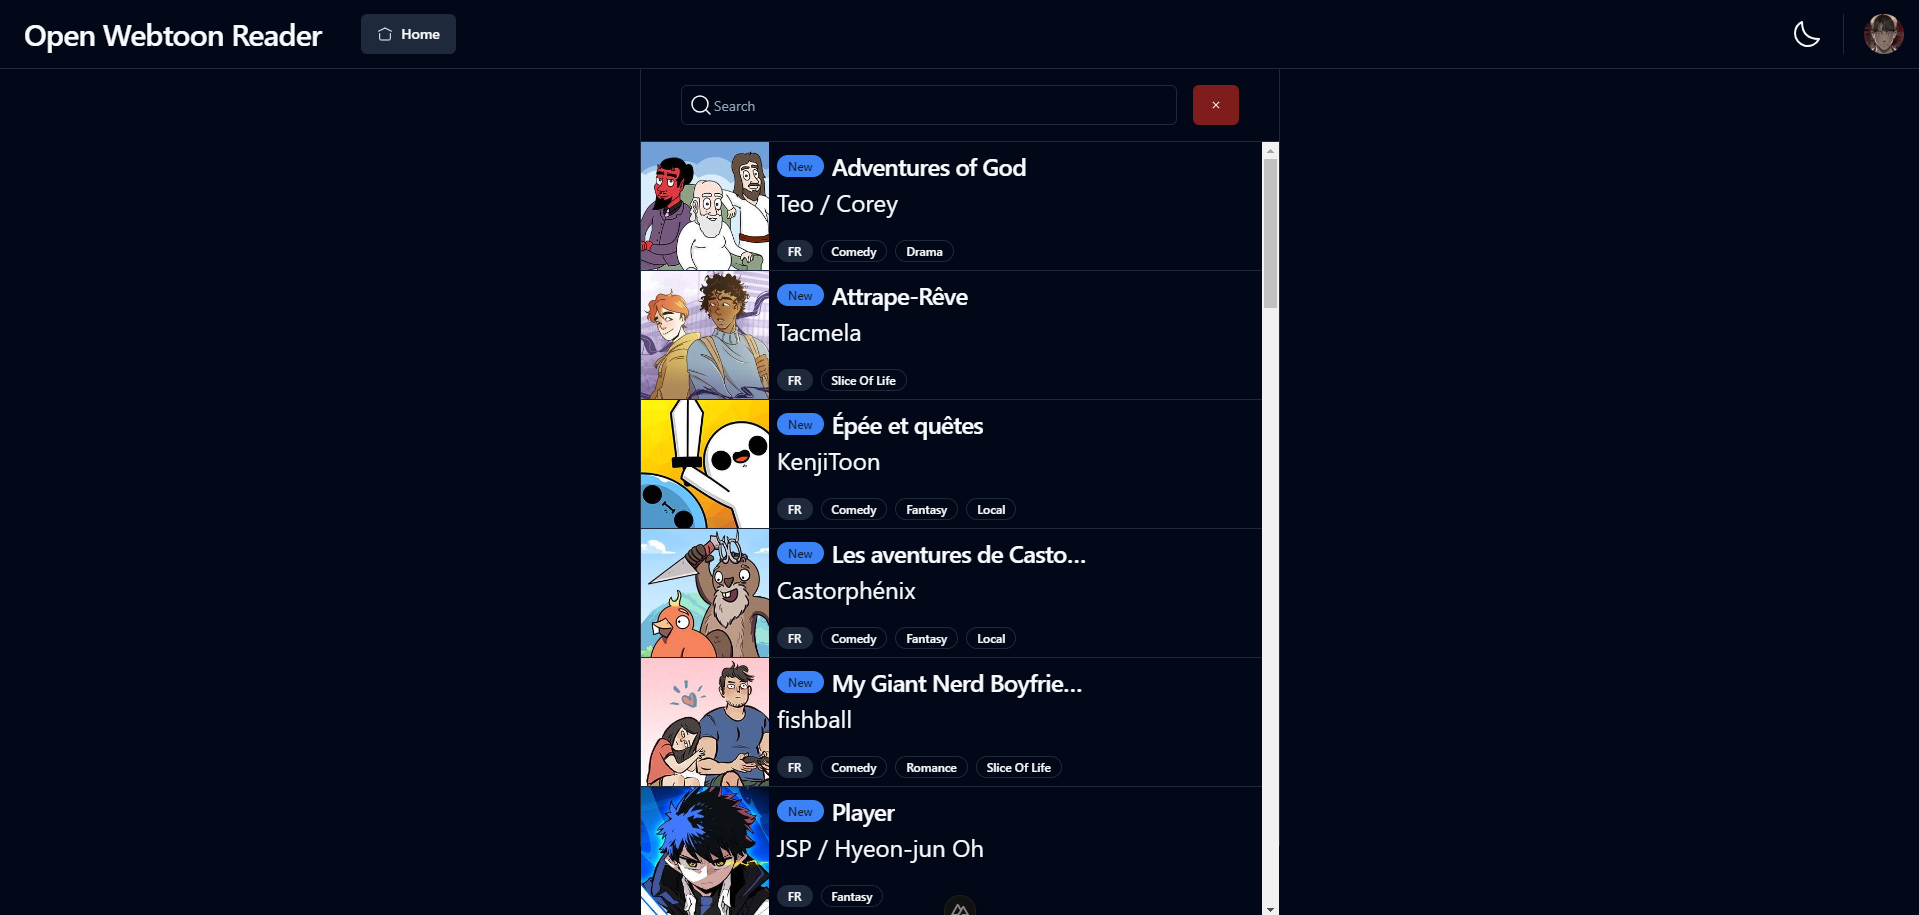 Open Webtoon Reader
Home
Search
×
New Adventures of God
Teo / Corey
FR Comedy Drama
New Attrape-Rêve
Tacmela
FR Slice Of Life
New Épée et quêtes
KenjiToon
FR Comedy Fantasy Local
New Les aventures de Casto...
Castorphénix
FR Comedy Fantasy Local
New My Giant Nerd Boyfrie...
fishball
FR Comedy Romance Slice Of Life
New Player
JSP / Hyeon-jun Oh
FR Fantasy